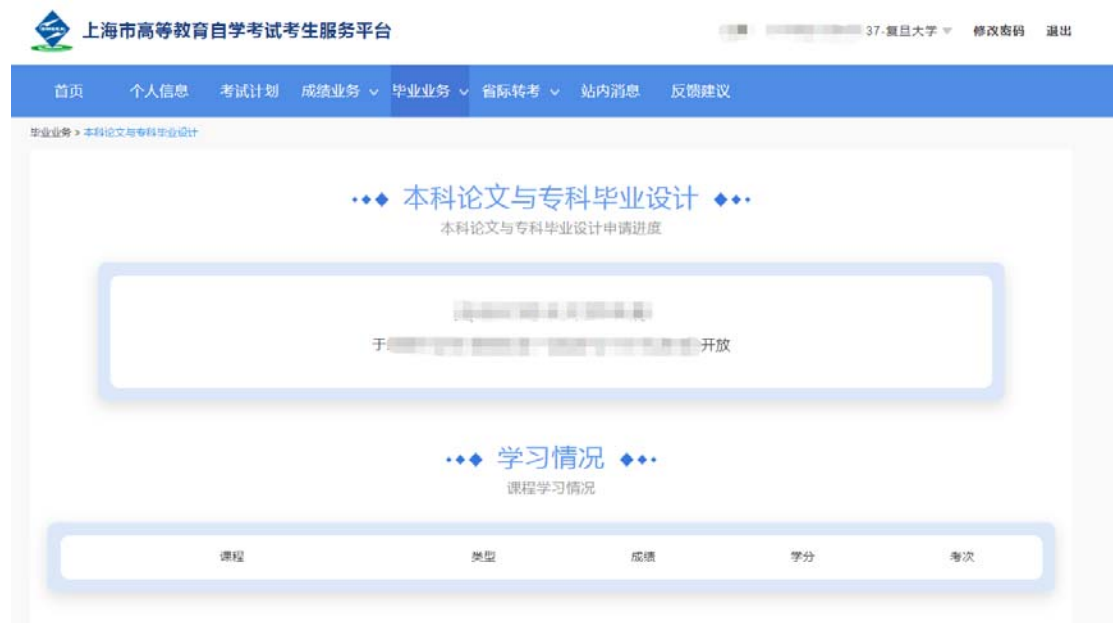 上海市高等教育自学考试考生服务平台
37-复旦大学 修改密码 退出
首页 个人信息 考试计划 成绩业务 毕业业务 省际转考 站内消息 反馈建议
毕业业务 > 本科论文与专科毕业设计
本科论文与专科毕业设计
本科论文与专科毕业设计申请进度
于 开放
学习情况
课程学习情况
课程 类型 成绩 学分 考次